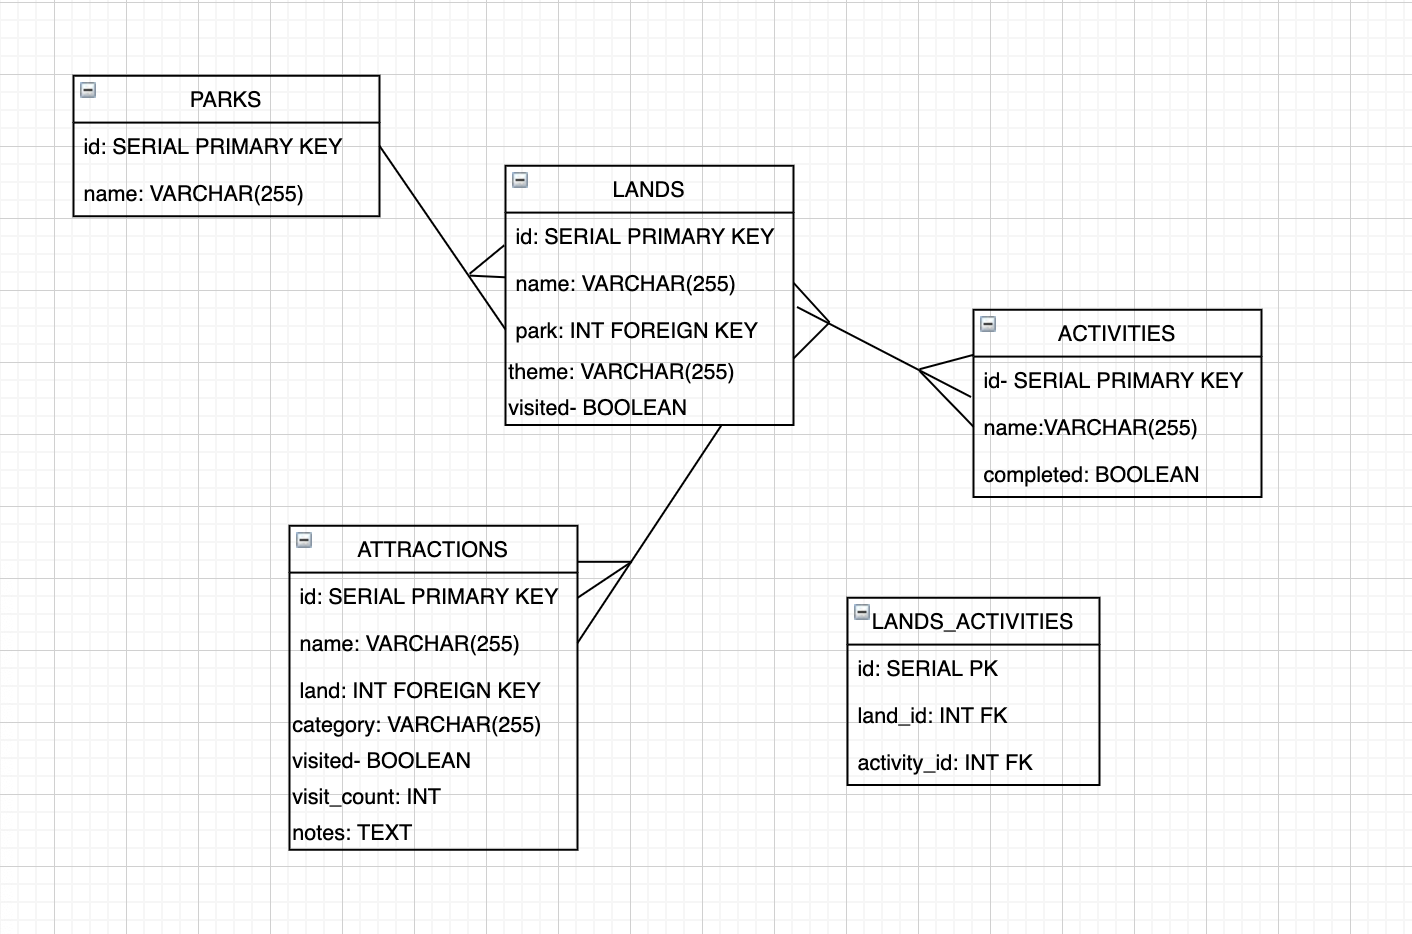 PARKS
id: SERIAL PRIMARY KEY
name: VARCHAR(255)
LANDS
id: SERIAL PRIMARY KEY
name: VARCHAR(255)
park: INT FOREIGN KEY
theme: VARCHAR(255)
visited- BOOLEAN
ACTIVITIES
id- SERIAL PRIMARY KEY
name:VARCHAR(255)
completed: BOOLEAN
ATTRACTIONS
id: SERIAL PRIMARY KEY
name: VARCHAR(255)
land: INT FOREIGN KEY
category: VARCHAR(255)
visited- BOOLEAN
visit_count: INT
notes: TEXT
LANDS_ACTIVITIES
id: SERIAL PK
land_id: INT FK
activity_id: INT FK